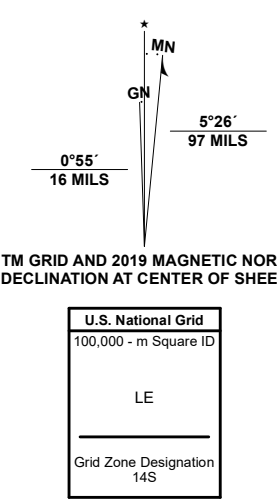 ★
MN
GN
5°26´
97 MILS
0°55´
16 MILS
TM GRID AND 2019 MAGNETIC NOR
DECLINATION AT CENTER OF SHEE
U.S. National Grid
100,000 - m Square ID
LE
Grid Zone Designation
14S